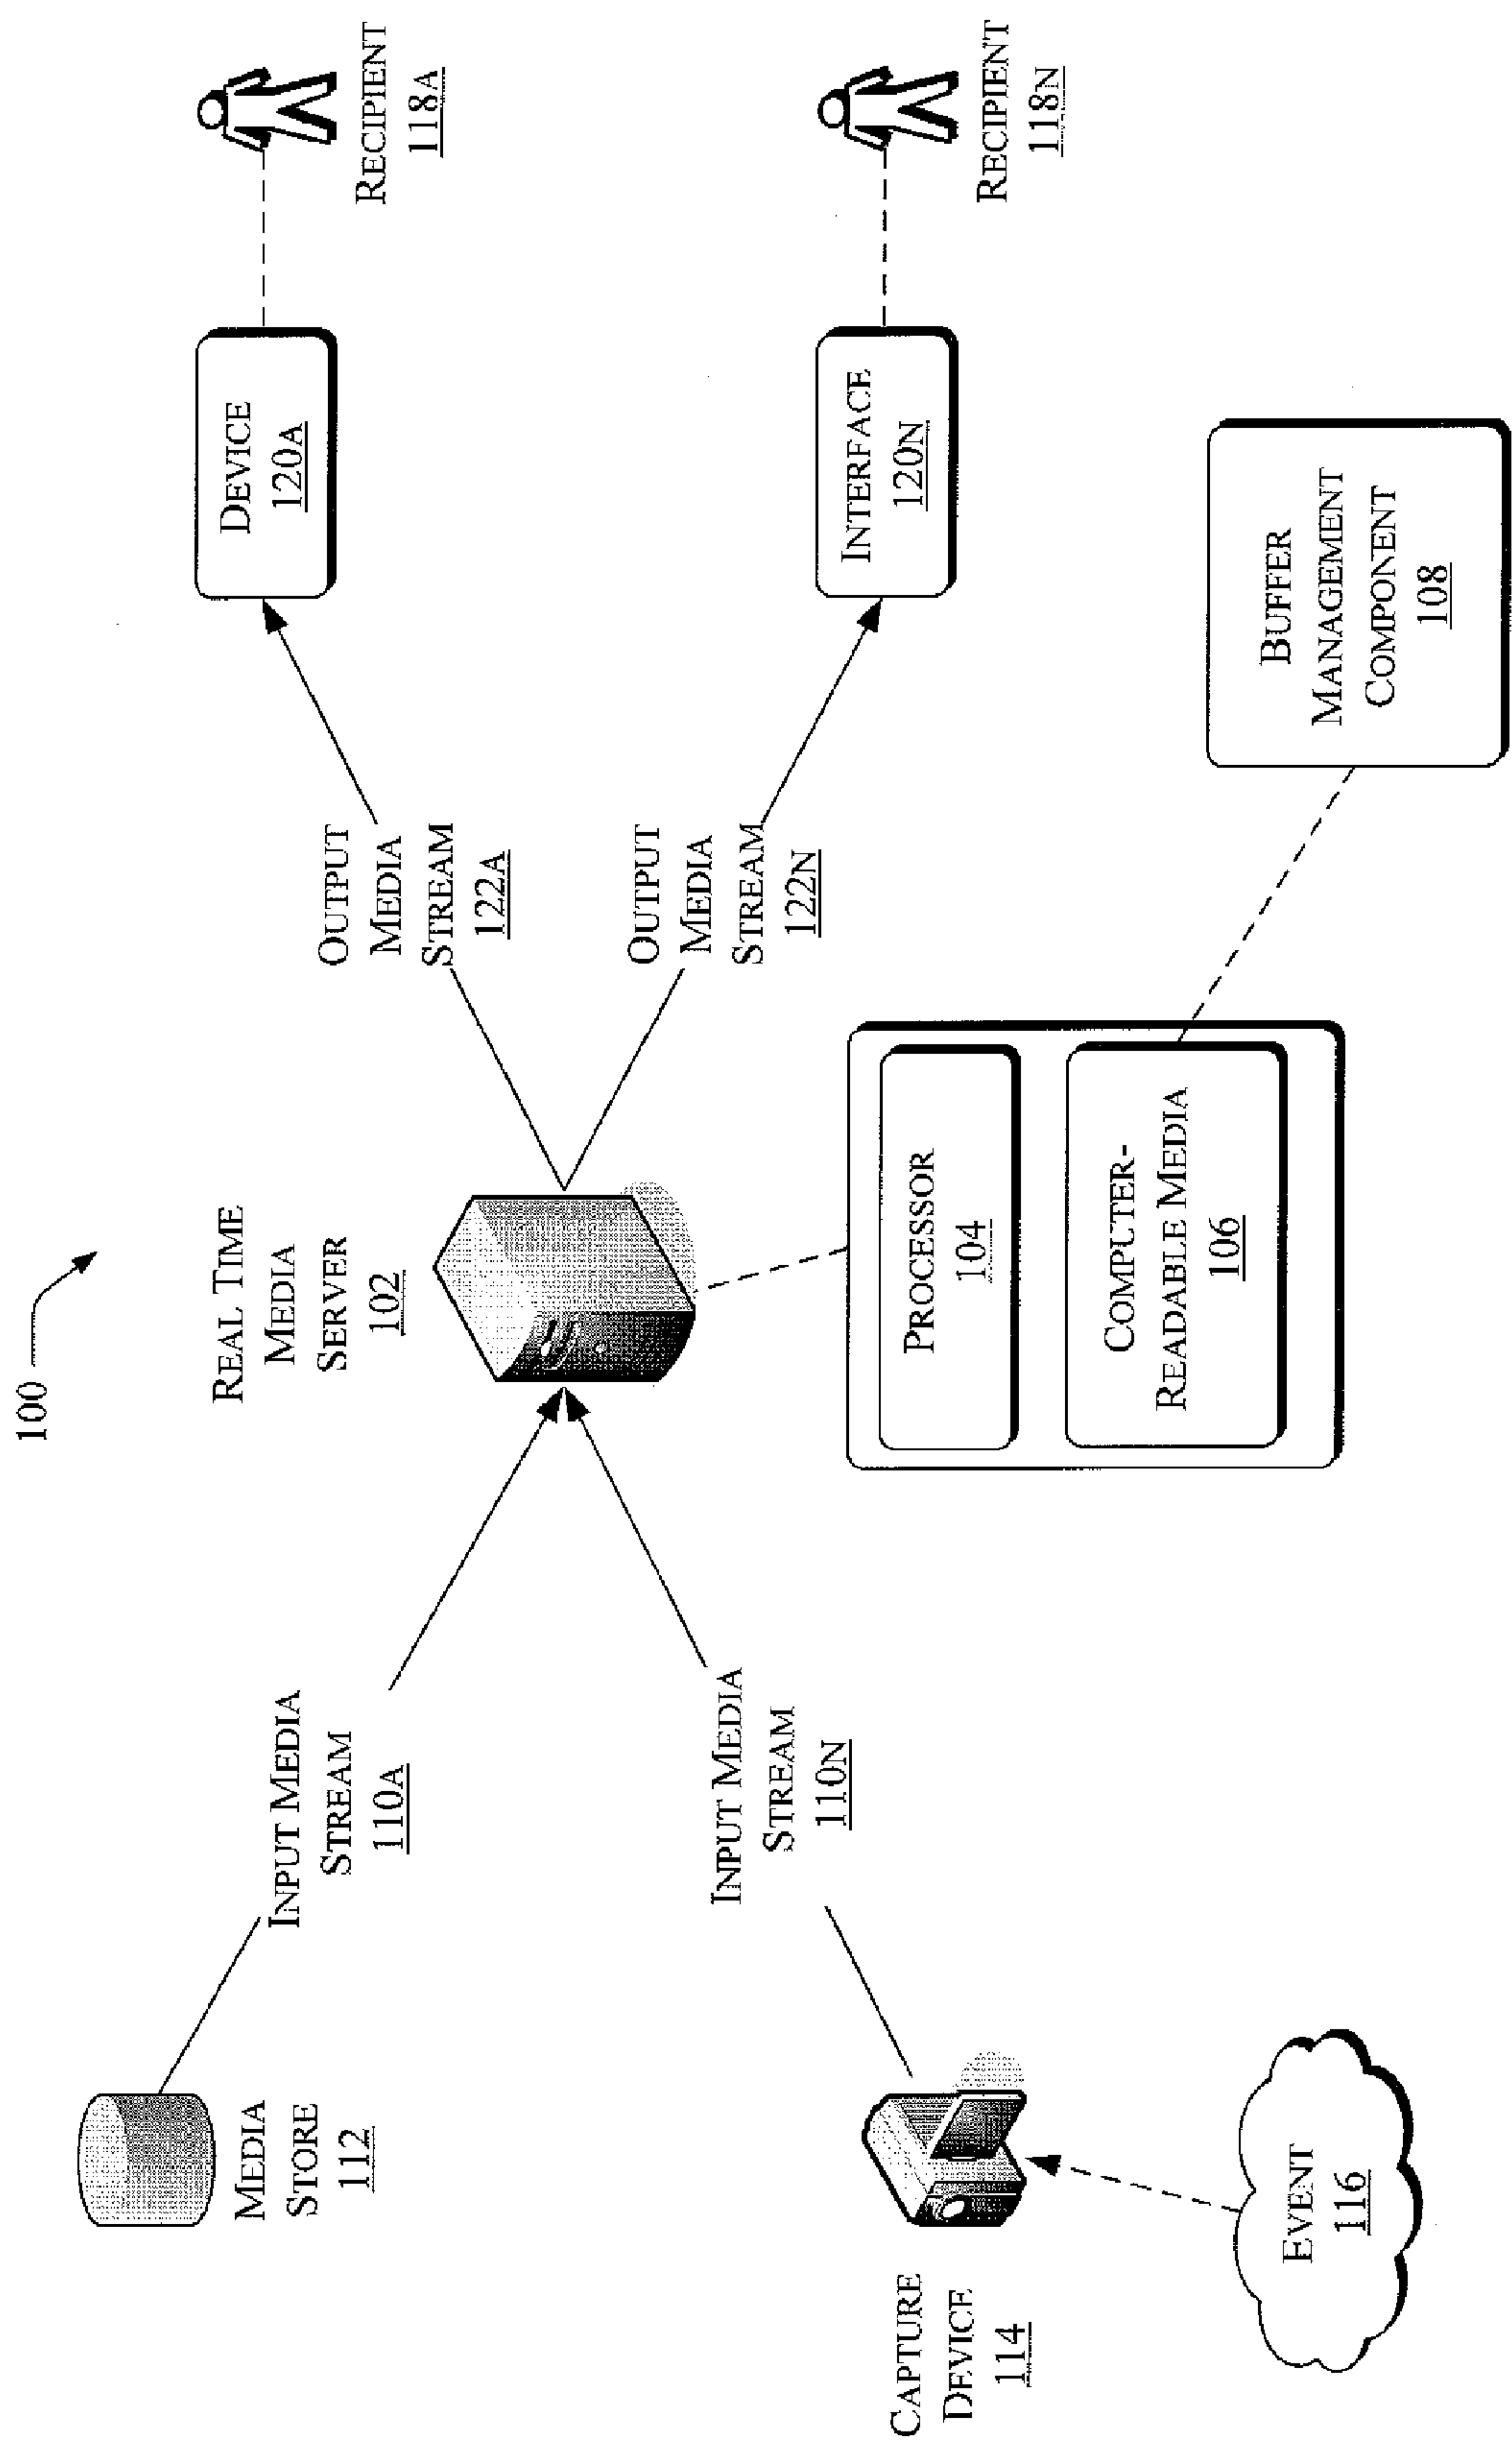 100
REAL TIME
MEDIA
SERVER
102
MEDIA
STORE
112
INPUT MEDIA
STREAM
110A
OUTPUT
MEDIA
STREAM
122A
DEVICE
120A
RECIPIENT
118A
CAPTURE
DEVICE
114
INPUT MEDIA
STREAM
110N
OUTPUT
MEDIA
STREAM
122N
INTERFACE
120N
RECIPIENT
118N
EVENT
116
PROCESSOR
104
COMPUTER-
READABLE MEDIA
106
BUFFER
MANAGEMENT
COMPONENT
108